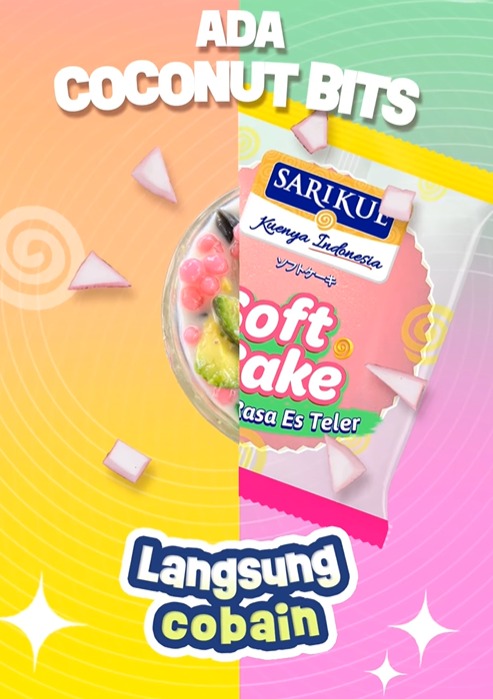 ADA
COCONUT BITS
SARIKUE
Kuenya Indonesia
ソフトケーキ
Soft
Cake
Rasa Es Teler
Langsung
cobain